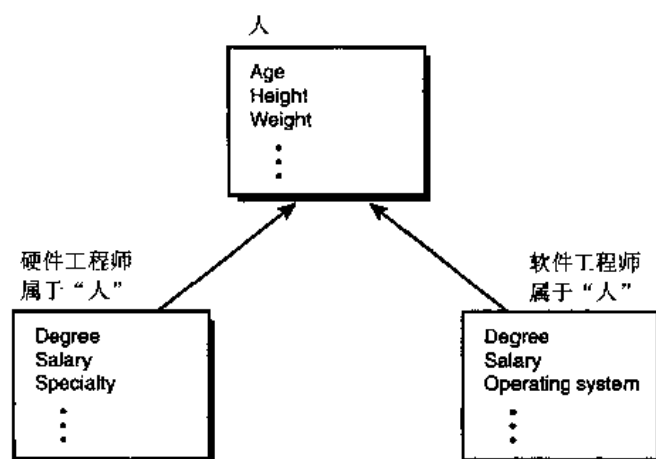 人
Age
Height
Weight
硬件工程师
属于“人”
Degree
Salary
Specialty
软件工程师
属于“人”
Degree
Salary
Operating system